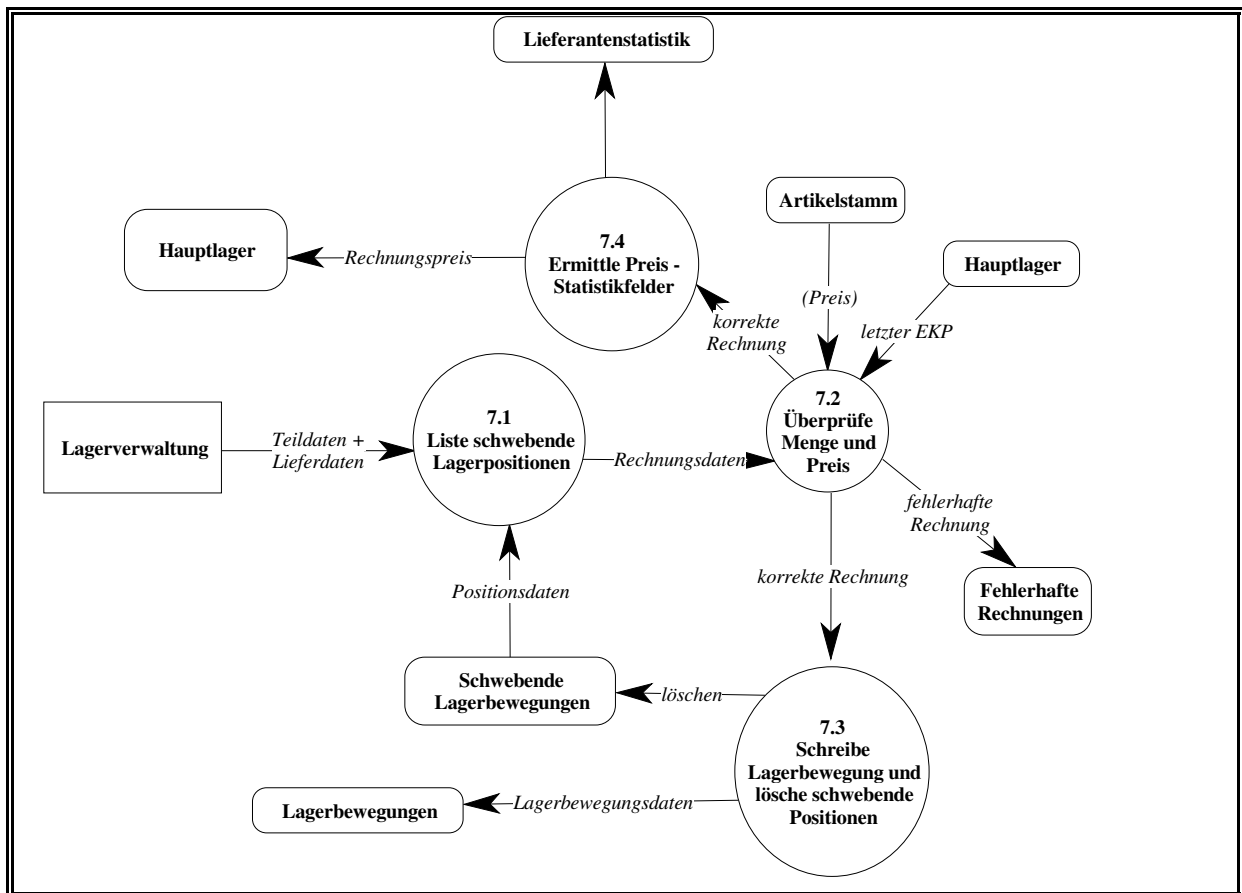 Lieferantenstatistik
Artikelstamm
7.4
Ermittle Preis -
Statistikfelder
Hauptlager
Rechnungspreis
Hauptlager
(Preis)
letzter EKP
korrekte
Rechnung
7.2
Überprüfe
Menge und
Preis
7.1
Liste schwebende
Lagerpositionen
Lagerverwaltung
Teildaten +
Lieferdaten
Rechnungsdaten
fehlerhafte
Rechnung
korrekte Rechnung
Positionsdaten
Fehlerhafte
Rechnungen
Schwebende
Lagerbewegungen
löschen
7.3
Schreibe
Lagerbewegung und
lösche schwebende
Positionen
Lagerbewegungsdaten
Lagerbewegungen